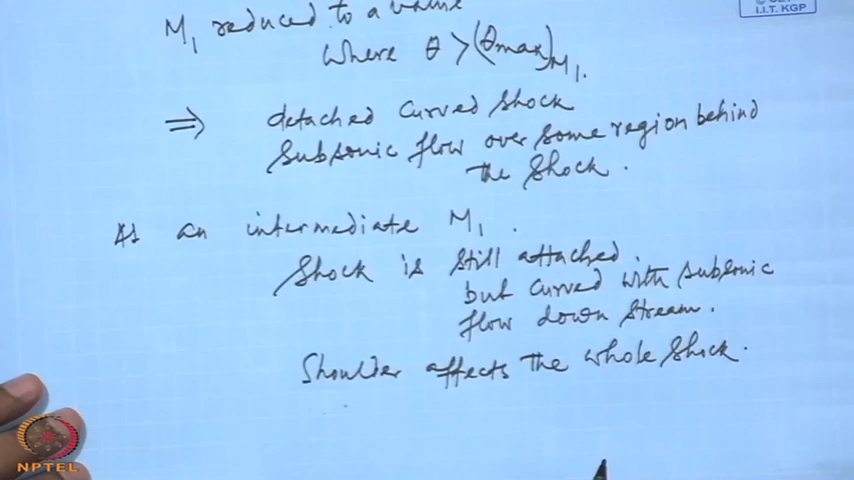 M₁ reduced to a value
where θ > (θmax)M₁.
⇒ detached curved shock
subsonic flow over some region behind
the shock.
At an intermediate M₁.
Shock is still attached.
but curved with subsonic
flow down stream.
Shoulder affects the whole shock.
I.I.T. KGP
NPTEL